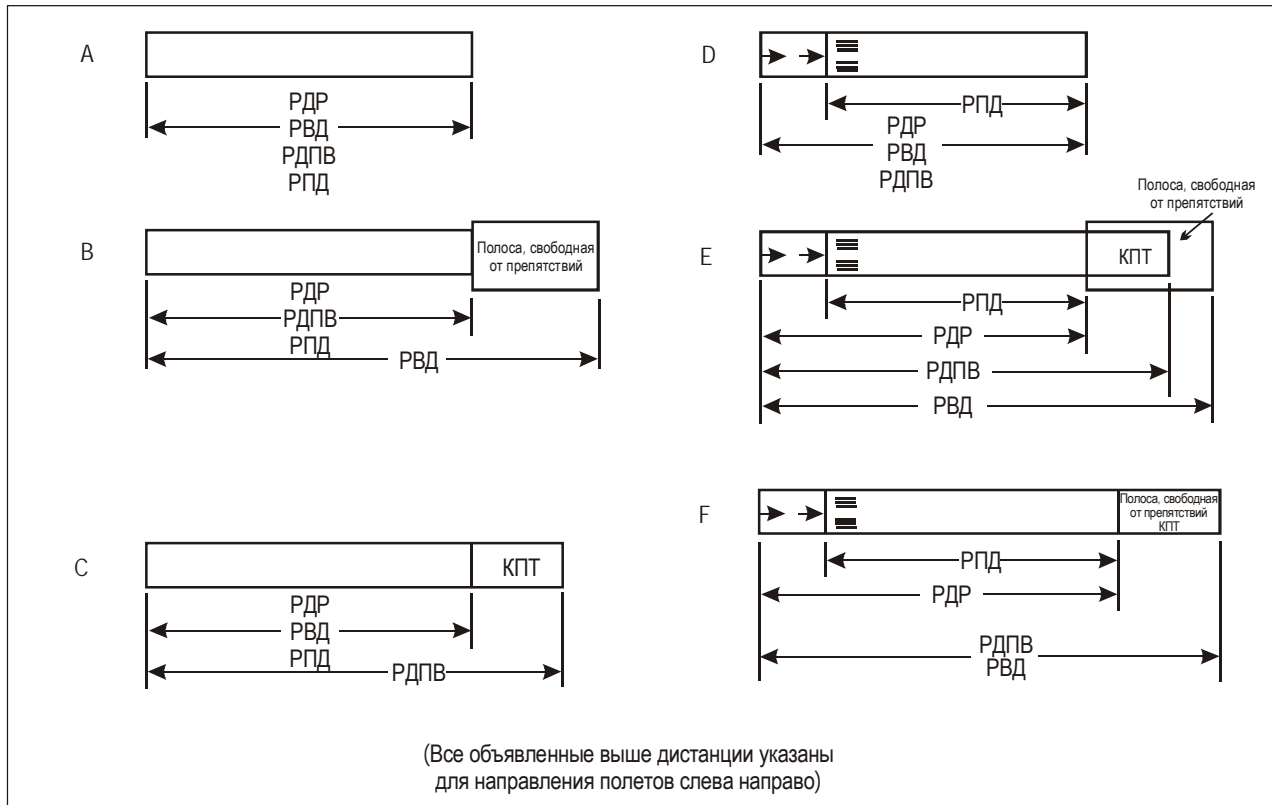 A
РДР
РВД
РДПВ
РПД
B
Полоса, свободная
от препятствий
РДР
РДПВ
РПД
РВД
C
КПТ
РДР
РВД
РПД
РДПВ
D
РПД
РДР
РВД
РДПВ
Полоса, свободная
от препятствий
E
КПТ
РПД
РДР
РДПВ
РВД
F
Полоса, свободная
от препятствий
КПТ
РПД
РДР
РДПВ
РВД
(Все объявленные выше дистанции указаны
для направления полетов слева направо)